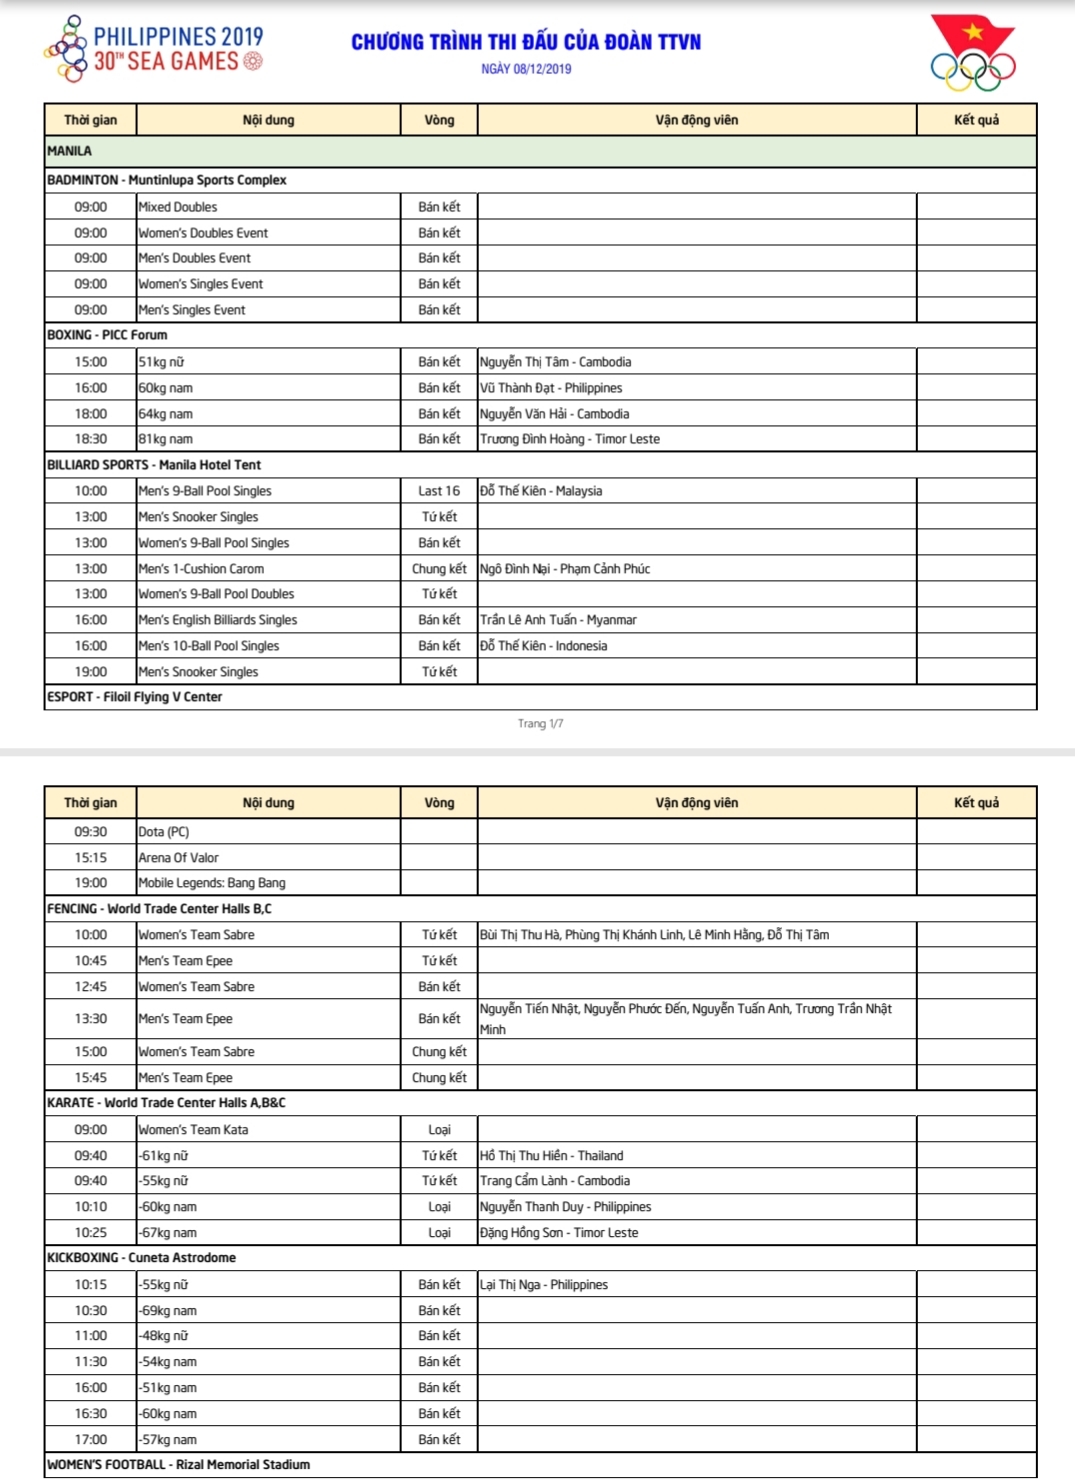 PHILIPPINES 2019
30TH SEA GAMES
CHƯƠNG TRÌNH THI ĐẤU CỦA ĐOÀN TTVN
NGÀY 08/12/2019
Thời gian Nội dung Vòng Vận động viên Kết quả
MANILA
BADMINTON - Muntinlupa Sports Complex
09:00 Mixed Doubles Bán kết
09:00 Women's Doubles Event Bán kết
09:00 Men's Doubles Event Bán kết
09:00 Women's Singles Event Bán kết
09:00 Men's Singles Event Bán kết
BOXING - PICC Forum
15:00 51kg nữ Bán kết Nguyễn Thị Tâm - Cambodia
16:00 60kg nam Bán kết Vũ Thành Đạt - Philippines
18:00 64kg nam Bán kết Nguyễn Văn Hải - Cambodia
18:30 81kg nam Bán kết Trương Đình Hoàng - Timor Leste
BILLIARD SPORTS - Manila Hotel Tent
10:00 Men's 9-Ball Pool Singles Last 16 Đỗ Thế Kiên - Malaysia
13:00 Men's Snooker Singles Tứ kết
13:00 Women's 9-Ball Pool Singles Bán kết
13:00 Men's 1-Cushion Carom Chung kết Ngô Đình Nại - Phạm Cảnh Phúc
13:00 Women's 9-Ball Pool Doubles Tứ kết
16:00 Men's English Billiards Singles Bán kết Trần Lê Anh Tuấn - Myanmar
16:00 Men's 10-Ball Pool Singles Bán kết Đỗ Thế Kiên - Indonesia
19:00 Men's Snooker Singles Tứ kết
ESPORT - Filoil Flying V Center
Trang 1/7
Thời gian Nội dung Vòng Vận động viên Kết quả
09:30 Dota (PC)
15:15 Arena Of Valor
19:00 Mobile Legends: Bang Bang
FENCING - World Trade Center Halls B,C
10:00 Women's Team Sabre Tứ kết Bùi Thị Thu Hà, Phùng Thị Khánh Linh, Lê Minh Hằng, Đỗ Thị Tâm
10:45 Men's Team Epee Tứ kết
12:45 Women's Team Sabre Bán kết
13:30 Men's Team Epee Bán kết Nguyễn Tiến Nhật, Nguyễn Phước Đến, Nguyễn Tuấn Anh, Trương Trần Nhật
Minh
15:00 Women's Team Sabre Chung kết
15:45 Men's Team Epee Chung kết
KARATE - World Trade Center Halls A,B&C
09:00 Women's Team Kata Loại
09:40 -61kg nữ Tứ kết Hồ Thị Thu Hiền - Thailand
09:40 -55kg nữ Tứ kết Trang Cẩm Lành - Cambodia
10:10 -60kg nam Loại Nguyễn Thanh Duy - Philippines
10:25 -67kg nam Loại Đặng Hồng Sơn - Timor Leste
KICKBOXING - Cuneta Astrodome
10:15 -55kg nữ Bán kết Lại Thị Nga - Philippines
10:30 -69kg nam Bán kết
11:00 -48kg nữ Bán kết
11:30 -54kg nam Bán kết
16:00 -51kg nam Bán kết
16:30 -60kg nam Bán kết
17:00 -57kg nam Bán kết
WOMEN'S FOOTBALL - Rizal Memorial Stadium